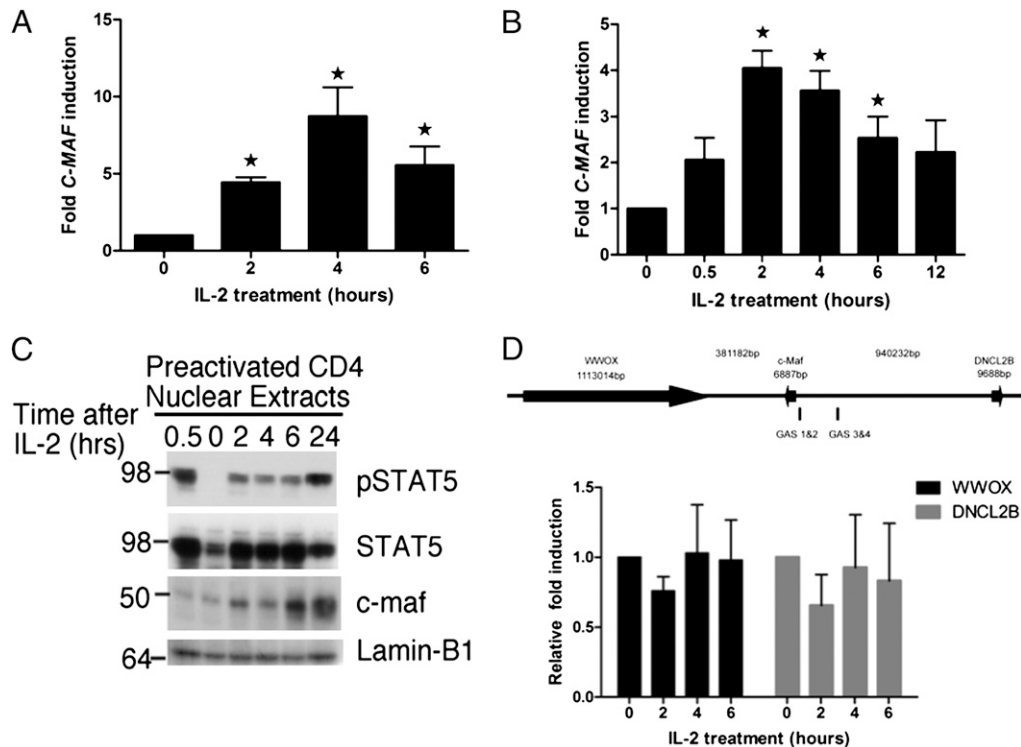 A
Fold C-MAF induction
15
10
5
0
★
★
★
0 2 4 6
IL-2 treatment (hours)
B
Fold C-MAF induction
5
4
3
2
1
0
★
★
★
0 0.5 2 4 6 12
IL-2 treatment (hours)
C
Preactivated CD4
Nuclear Extracts
Time after
IL-2 (hrs)
0.5 0 2 4 6 24
98 pSTAT5
98 STAT5
50 c-maf
64 Lamin-B1
D
WWOX
1113014bp
381182bp
c-Maf
6887bp
940232bp
DNCL2B
9688bp
GAS 1&2
GAS 3&4
WWOX
DNCL2B
Relative fold induction
1.5
1.0
0.5
0.0
0 2 4 6 0 2 4 6
IL-2 treatment (hours)